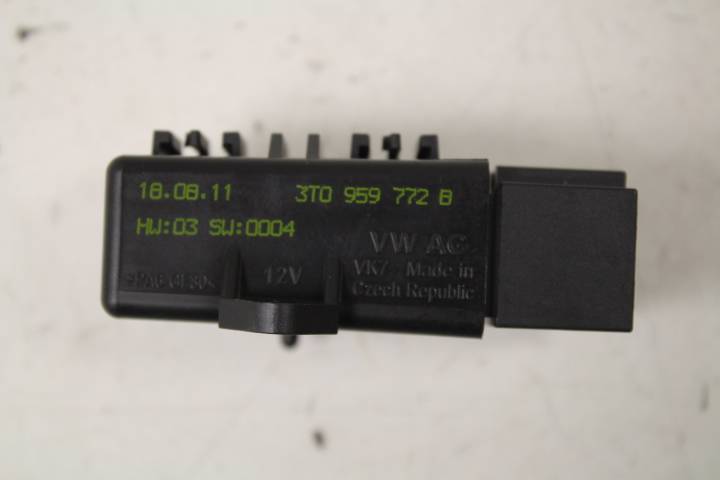 18.08.11 3T0 959 772 B
HW:03 SW:0004
VW AG
12V VK7 Made in
Czech Republic